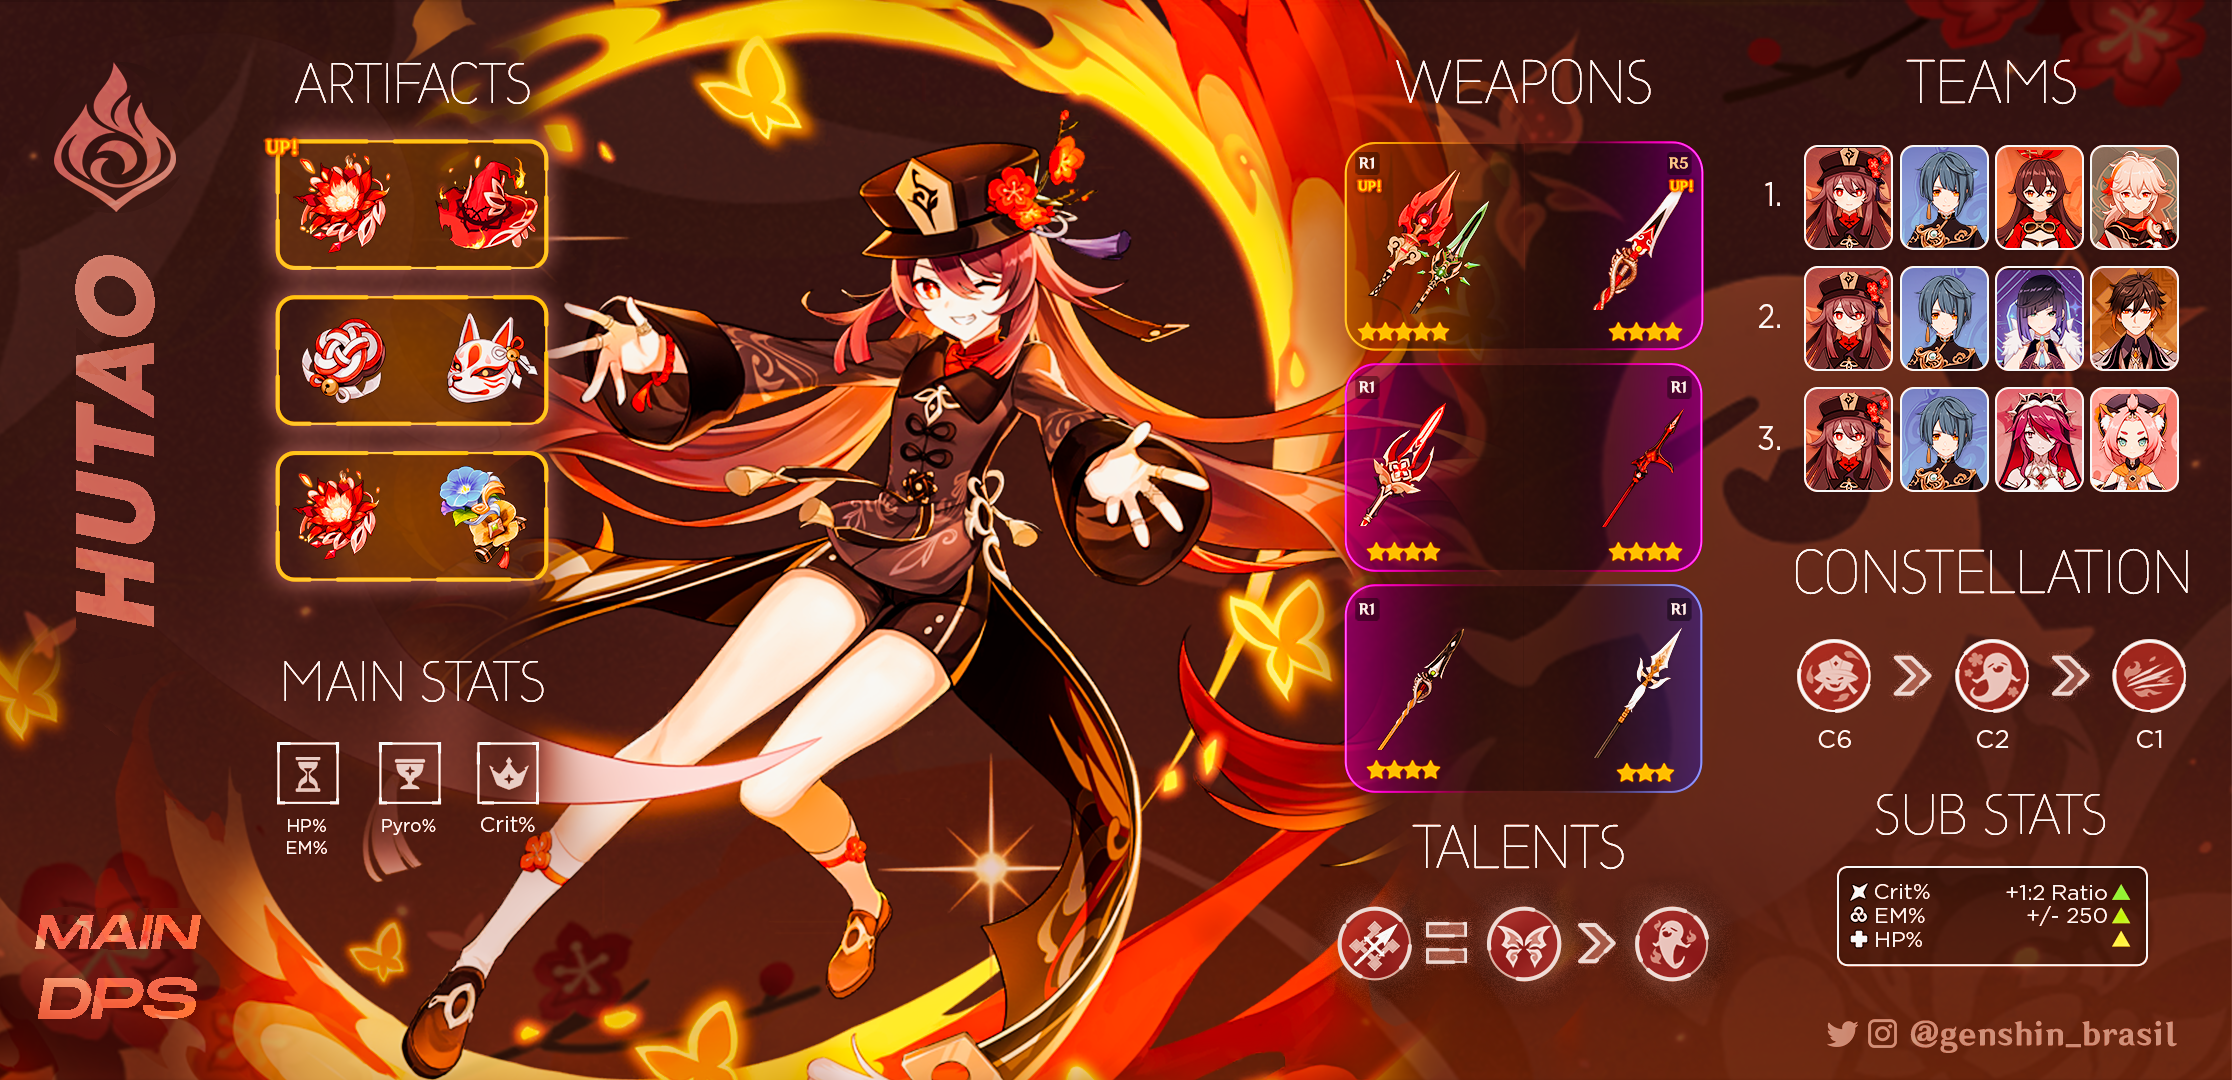 HUTAO
MAIN
DPS
ARTIFACTS
UP!
MAIN STATS
HP%
EM%
Pyro%
Crit%
WEAPONS
R1
UP!
R5
UP!
R1
R1
R1
R1
TALENTS
TEAMS
1.
2.
3.
CONSTELLATION
C6
C2
C1
SUB STATS
Crit% +1:2 Ratio
EM% +/- 250
HP%
@genshin_brasil